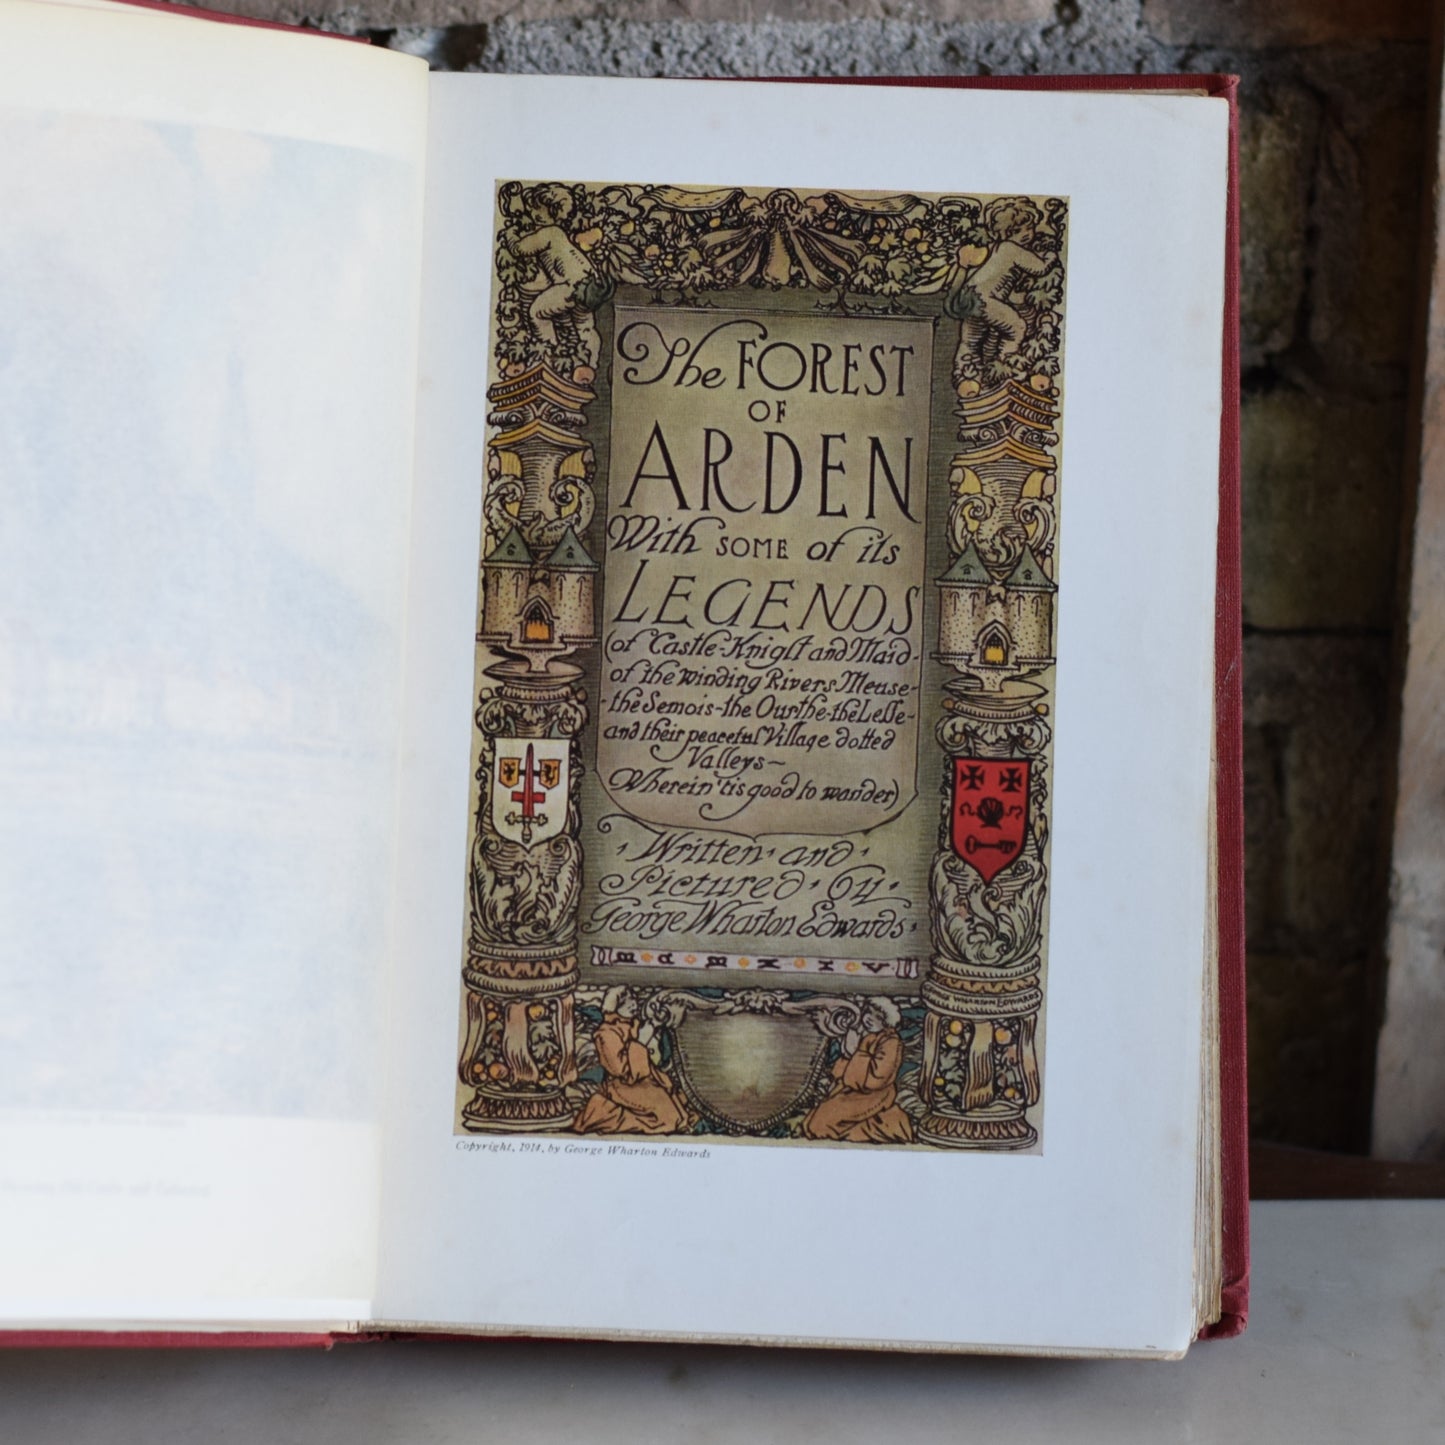 The FOREST
OF
ARDEN
With SOME of its
LEGENDS
(of Castle-Knight and Maid-
of the winding Rivers Meuse-
-the Semois-the Ourthe-the Lesse-
and their peaceful Village dotted
Valleys~
Wherein 'tis good to wander)
Written · and ·
Pictured · by ·
George Wharton Edwards ·
WHARTON EDWARDS
Copyright, 1914, by George Wharton Edwards